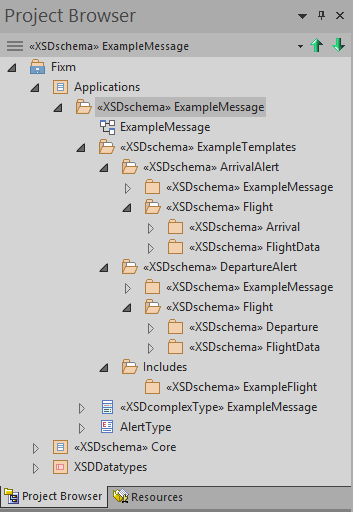 Project Browser
«XSDschema» ExampleMessage
Fixm
Applications
«XSDschema» ExampleMessage
ExampleMessage
«XSDschema» ExampleTemplates
«XSDschema» ArrivalAlert
«XSDschema» ExampleMessage
«XSDschema» Flight
«XSDschema» Arrival
«XSDschema» FlightData
«XSDschema» DepartureAlert
«XSDschema» ExampleMessage
«XSDschema» Flight
«XSDschema» Departure
«XSDschema» FlightData
Includes
«XSDschema» ExampleFlight
«XSDcomplexType» ExampleMessage
AlertType
«XSDschema» Core
XSDDatatypes
Project Browser Resources